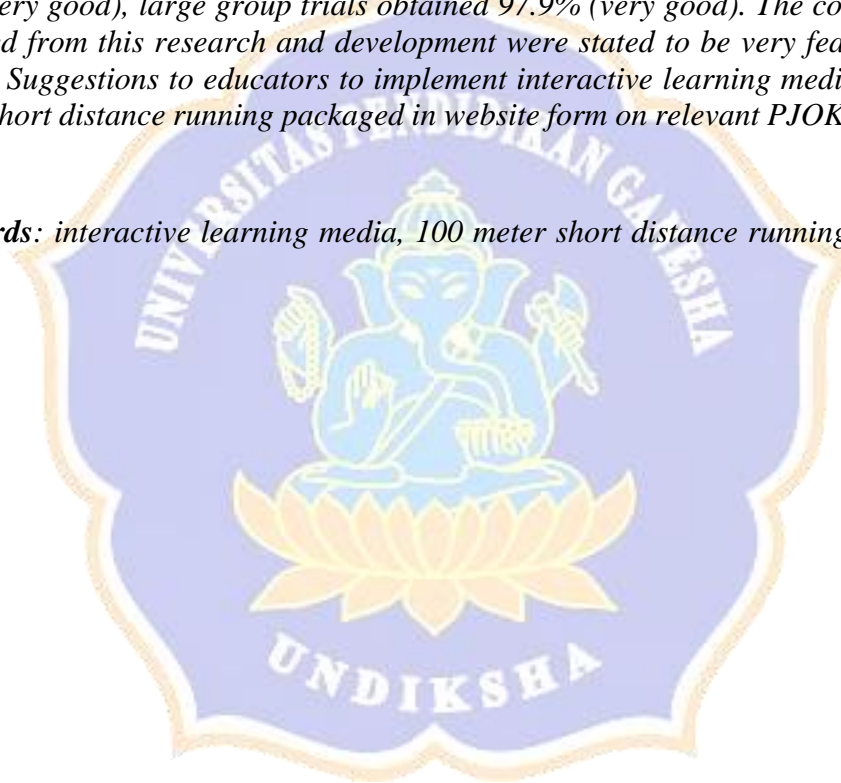 very good), large group trials obtained 97.9% (very good). The co
ed from this research and development were stated to be very fea
Suggestions to educators to implement interactive learning medi
hort distance running packaged in website form on relevant PJOK
rds: interactive learning media, 100 meter short distance running
UNIVERSITAS PENDIDIKAN GANESHA
UNDIKSHA